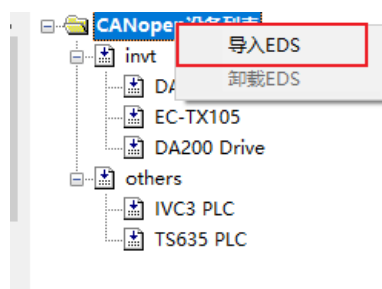 CANopen设备列表
导入EDS
invt
卸载EDS
DA
EC-TX105
DA200 Drive
others
IVC3 PLC
TS635 PLC